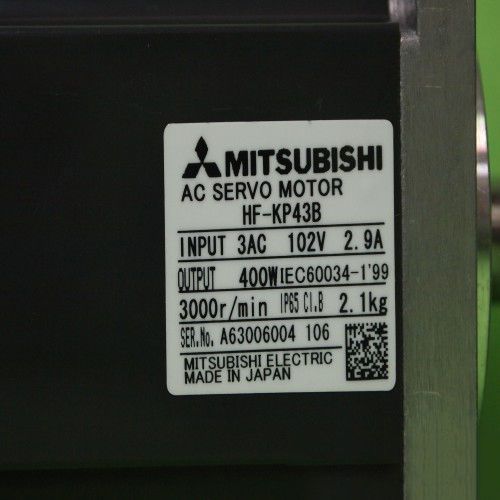 MITSUBISHI
AC SERVO MOTOR
HF-KP43B
INPUT 3AC 102V 2.9A
OUTPUT 400W IEC60034-1'99
3000r/min IP65 Cl.B 2.1kg
SER.No. A63006004 106
MITSUBISHI ELECTRIC
MADE IN JAPAN